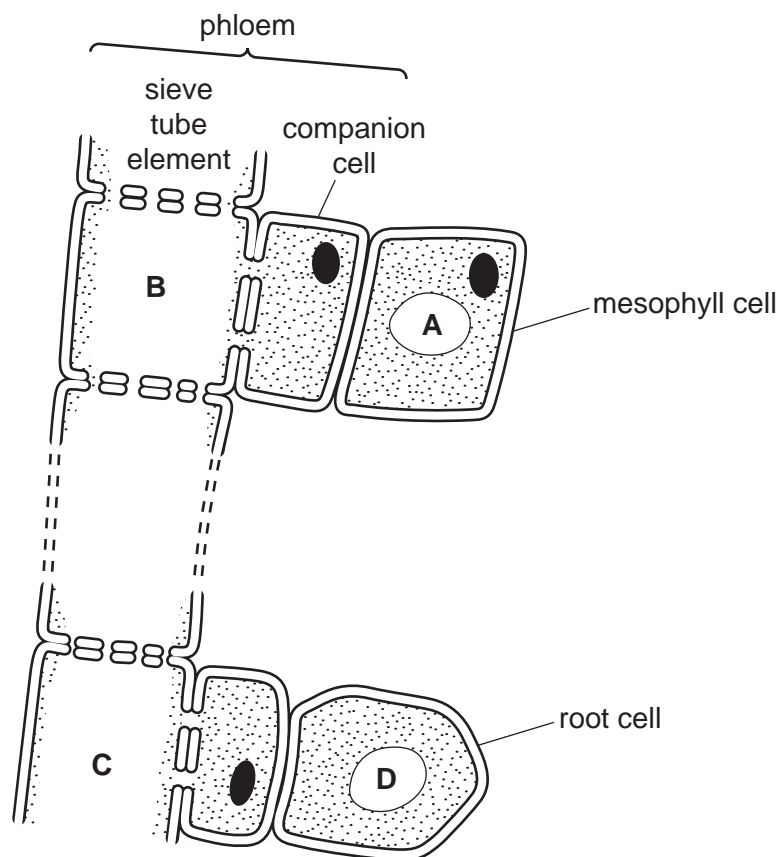 phloem
sieve
tube
element
companion
cell
B
A
mesophyll cell
root cell
C
D